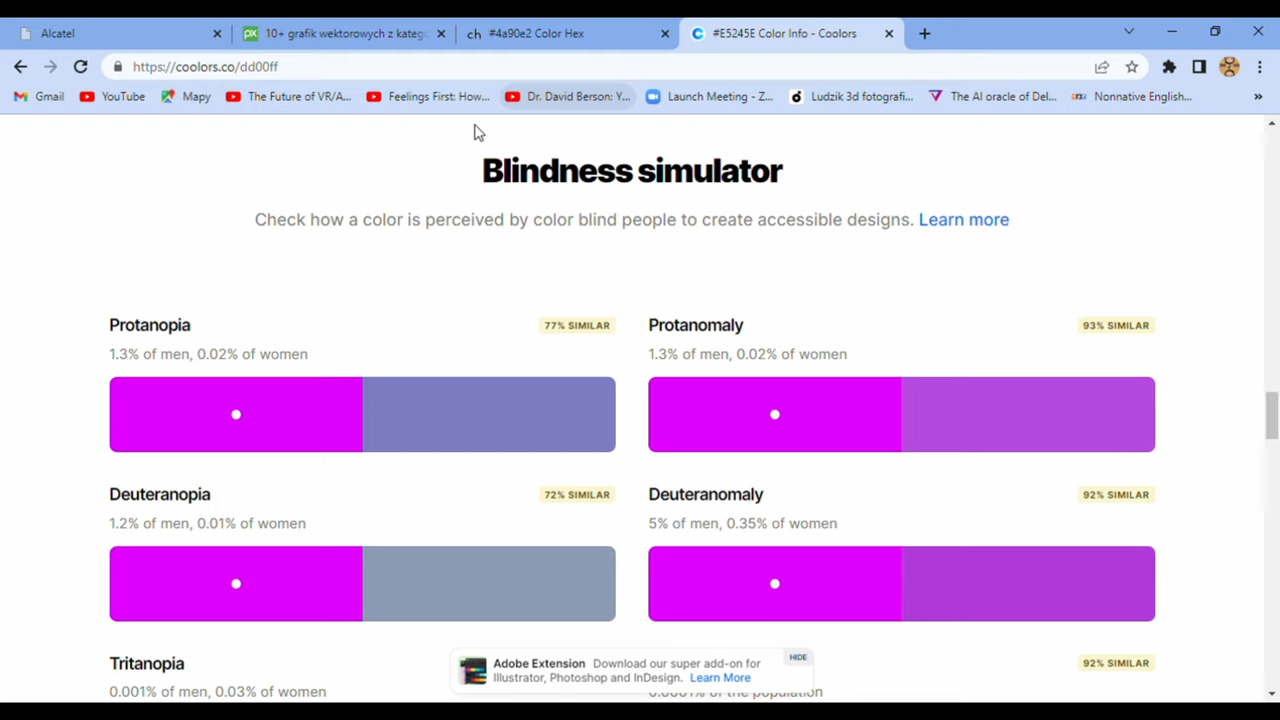 Alcatel
10+ grafik wektorowych z kateg
ch #4a90e2 Color Hex
#E5245E Color Info - Coolors
https://coolors.co/dd00ff
Gmail
YouTube
Mapy
The Future of VR/A...
Feelings First: How...
Dr. David Berson: Y...
Launch Meeting - Z...
Ludzik 3d fotografi...
The AI oracle of Del...
Nonnative English...
Blindness simulator
Check how a color is perceived by color blind people to create accessible designs. Learn more
Protanopia
77% SIMILAR
1.3% of men, 0.02% of women
Protanomaly
93% SIMILAR
1.3% of men, 0.02% of women
Deuteranopia
72% SIMILAR
1.2% of men, 0.01% of women
Deuteranomaly
92% SIMILAR
5% of men, 0.35% of women
Tritanopia
0.001% of men, 0.03% of women
92% SIMILAR
Adobe Extension Download our super add-on for
Illustrator, Photoshop and InDesign. Learn More
HIDE
of the population